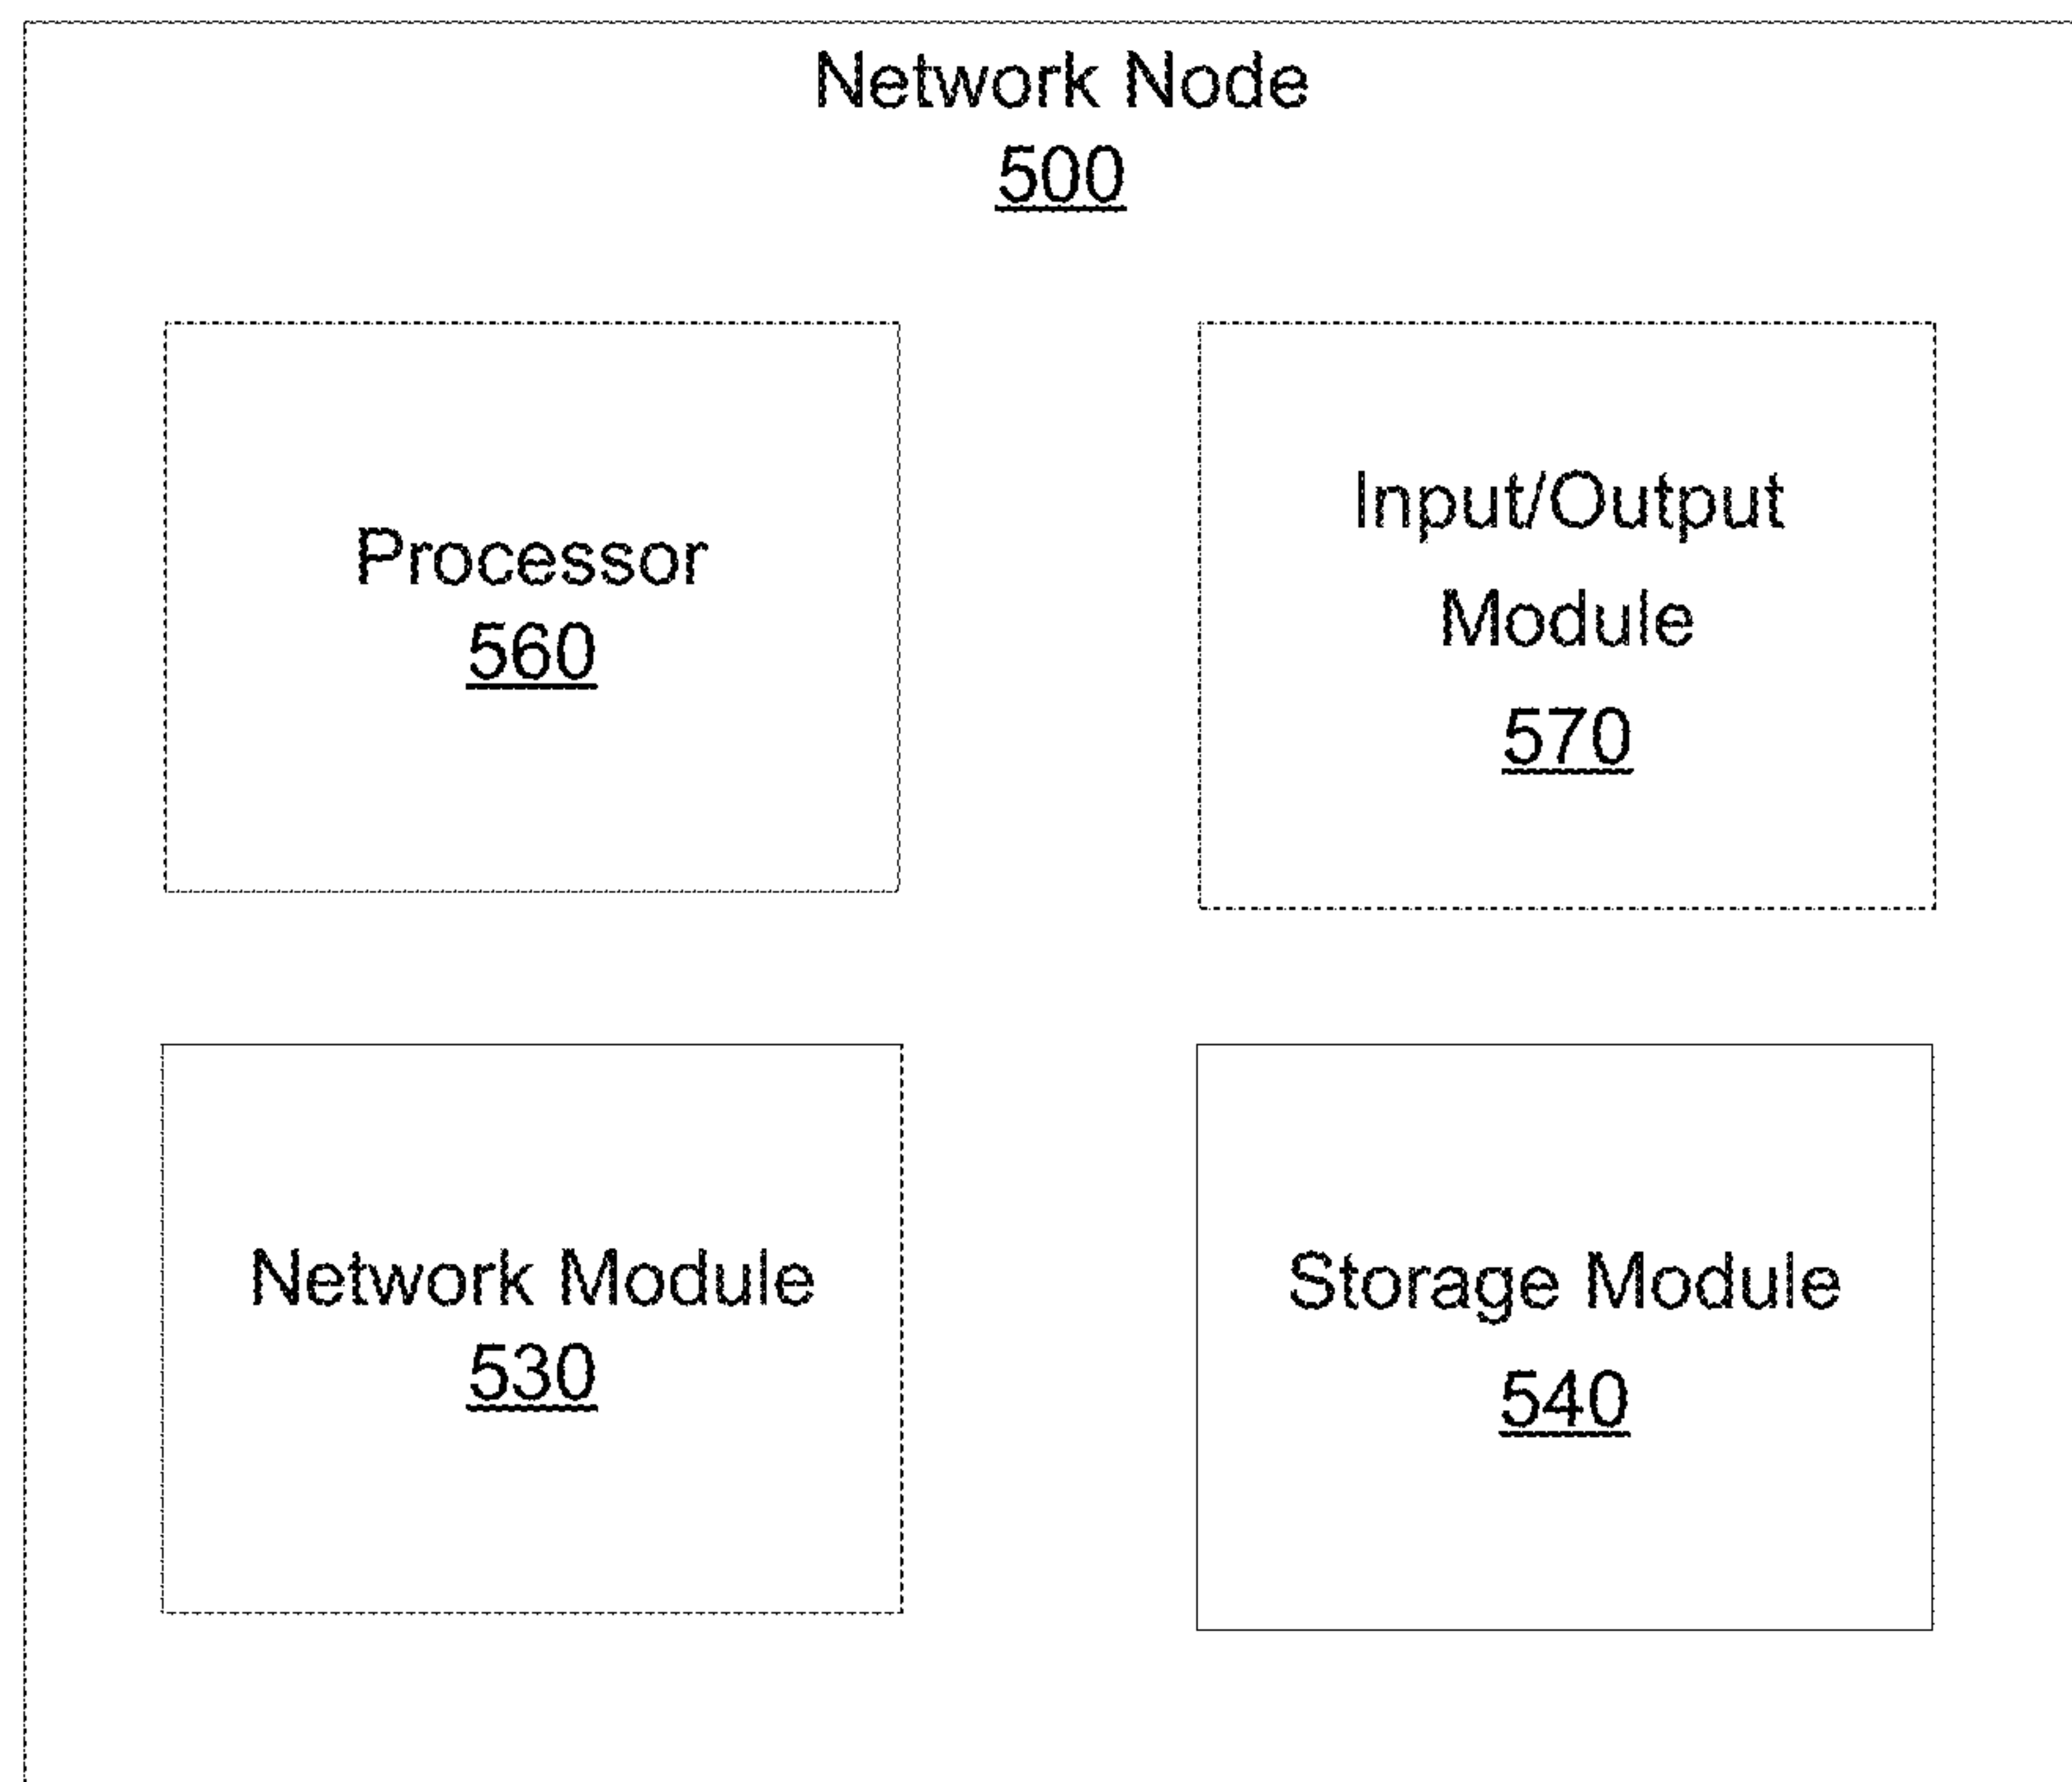 Network Node
500
Processor
560
Input/Output
Module
570
Network Module
530
Storage Module
540